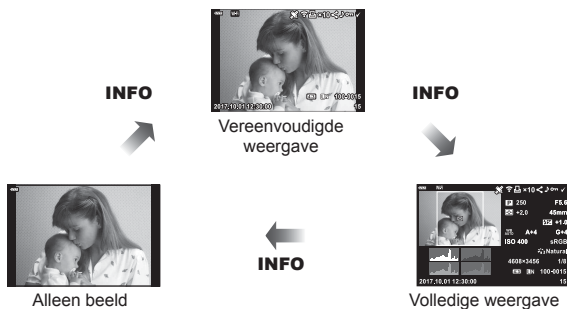 ×10
2017.10.01 12:30:00 100-0015
15
INFO
INFO
Vereenvoudigde
weergave
×10
P 250 F5.6
+2.0 45mm
+1.0
A+4 G+4
ISO 400 sRGB
Natural
4608×3456 1/8
100-0015
2017.10.01 12:30:00 15
INFO
Alleen beeld
Volledige weergave